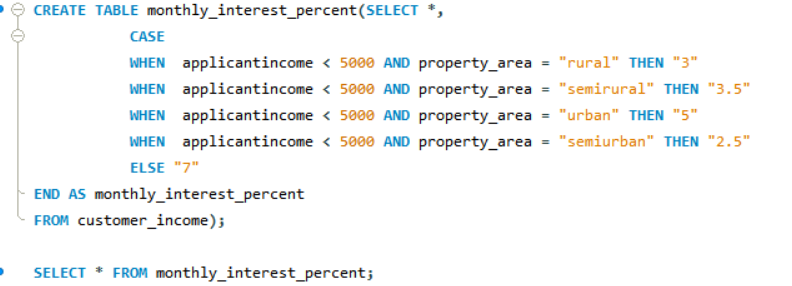 CREATE TABLE monthly_interest_percent(SELECT *,
CASE
WHEN applicantincome < 5000 AND property_area = "rural" THEN "3"
WHEN applicantincome < 5000 AND property_area = "semirural" THEN "3.5"
WHEN applicantincome < 5000 AND property_area = "urban" THEN "5"
WHEN applicantincome < 5000 AND property_area = "semiurban" THEN "2.5"
ELSE "7"
END AS monthly_interest_percent
FROM customer_income);
SELECT * FROM monthly_interest_percent;